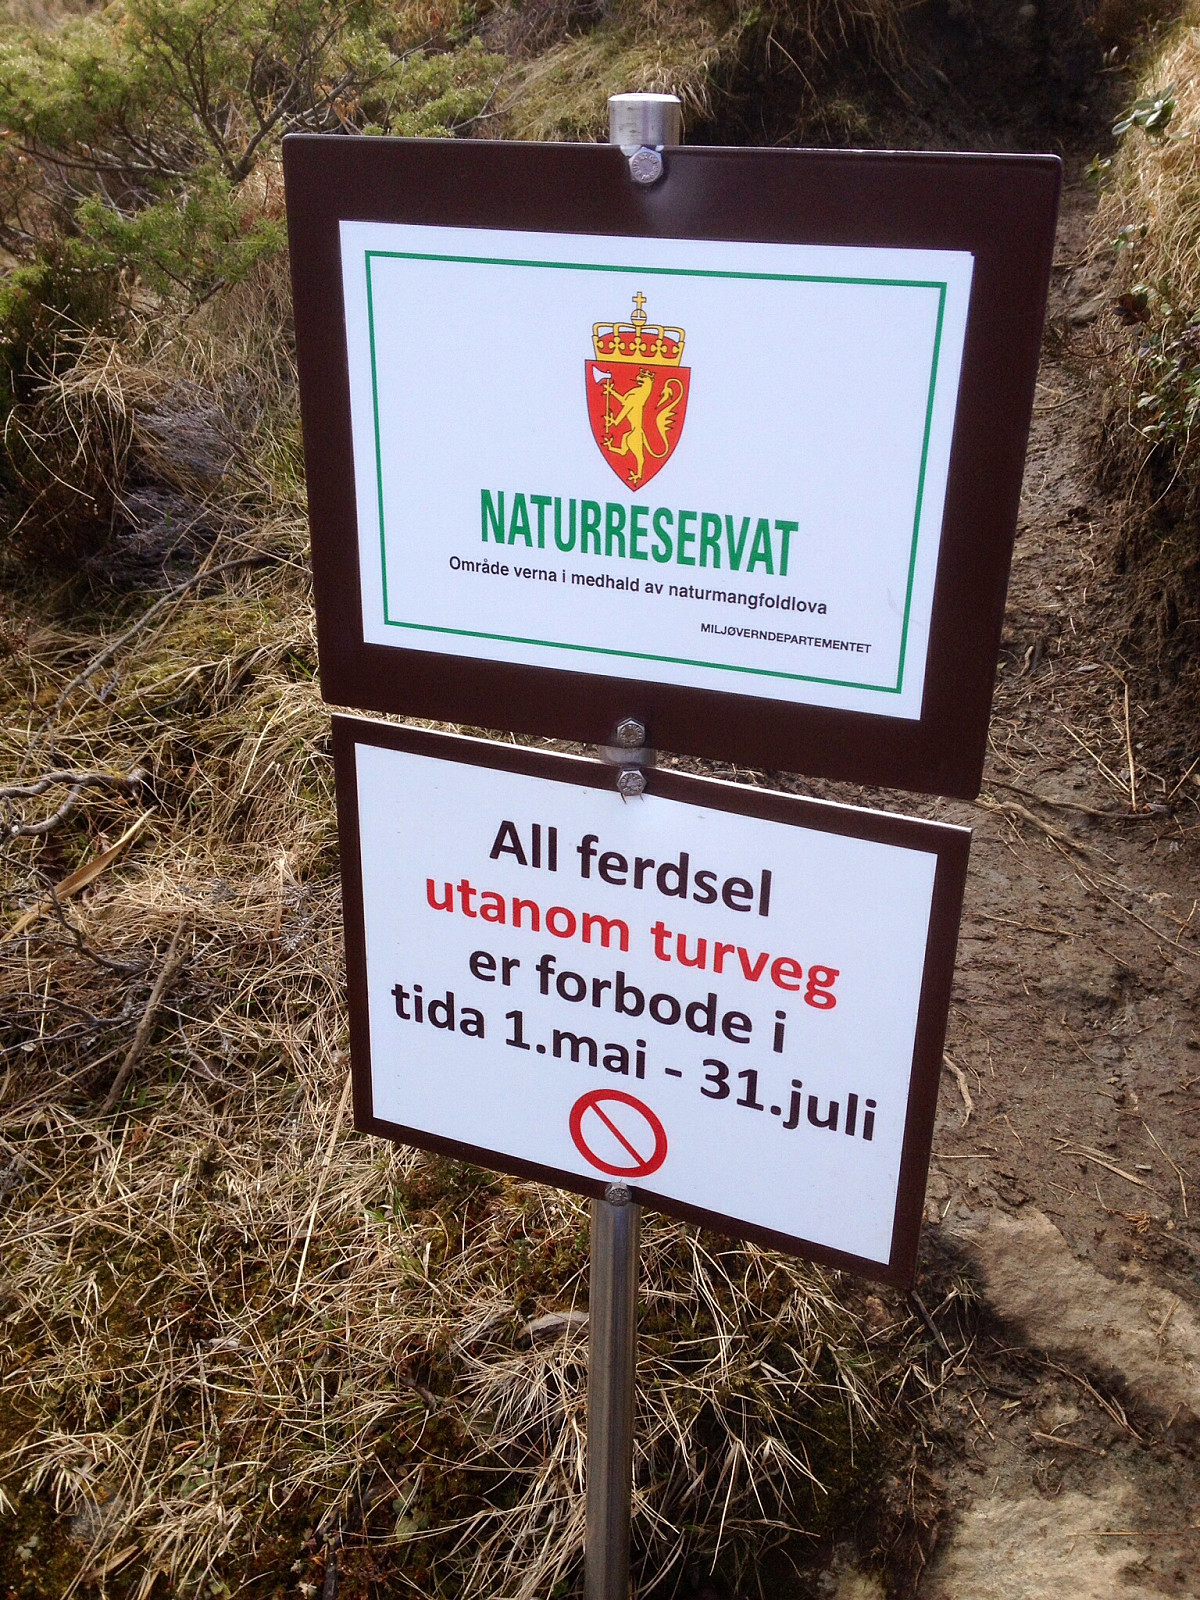 NATURRESERVAT
Område verna i medhald av naturmangfoldlova
MILJØVERNDEPARTEMENTET
All ferdsel
utanom turveg
er forbode i
tida 1.mai - 31.juli